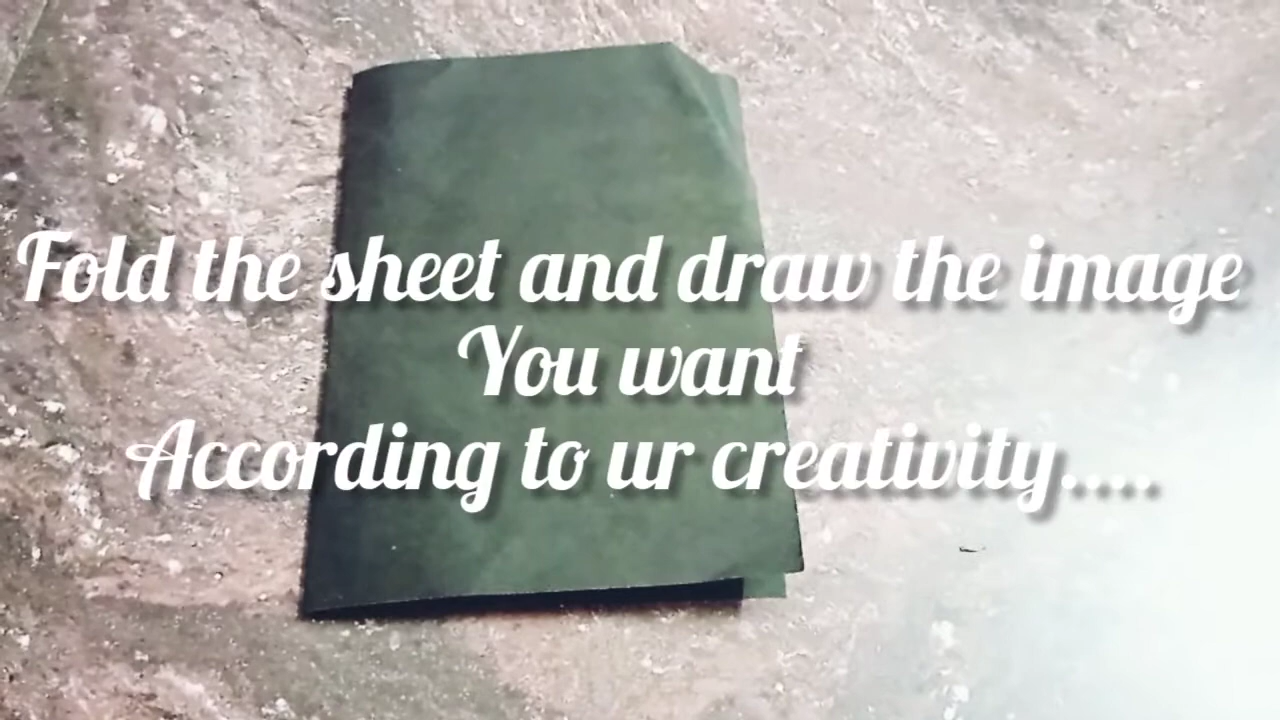 Fold the sheet and draw the image
You want
According to ur creativity....